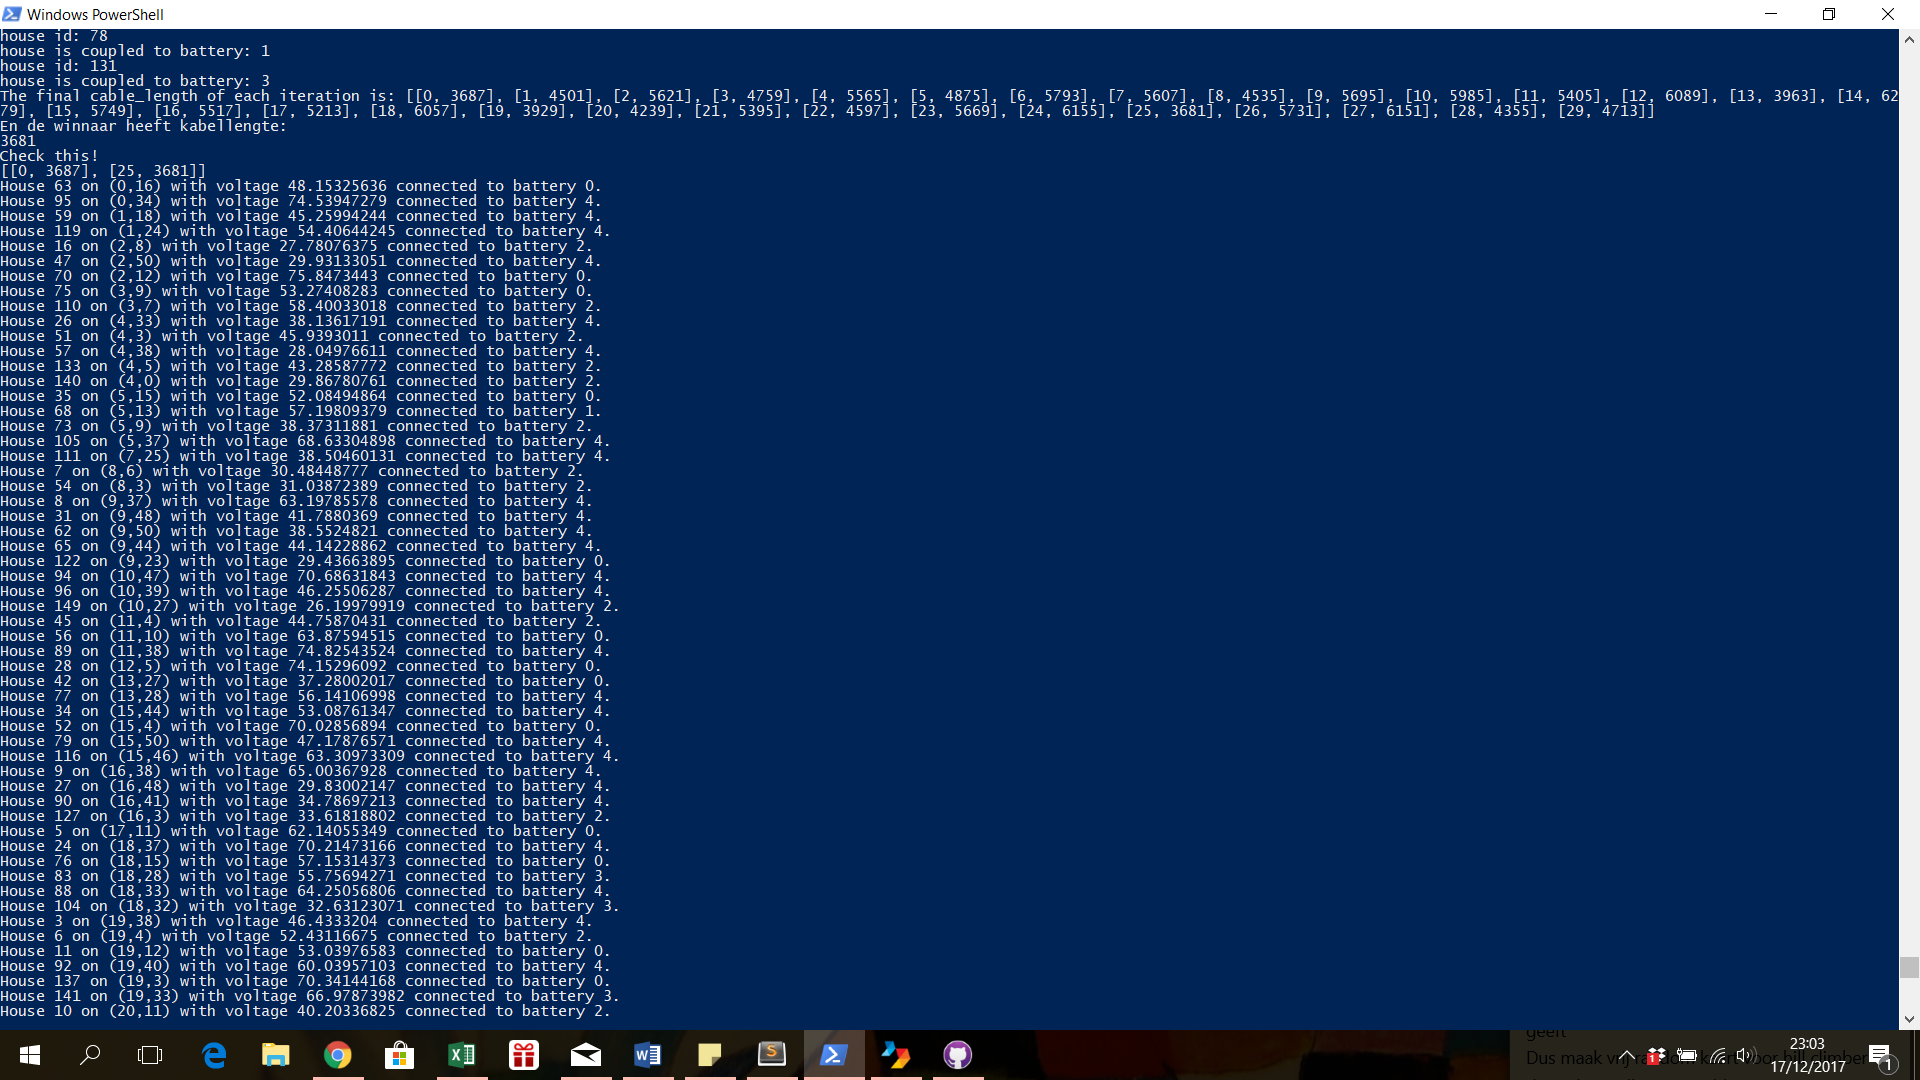 Windows PowerShell
house id: 78
house is coupled to battery: 1
house id: 131
house is coupled to battery: 3
The final cable_length of each iteration is: [[0, 3687], [1, 4501], [2, 5621], [3, 4759], [4, 5565], [5, 4875], [6, 5793], [7, 5607], [8, 4535], [9, 5695], [10, 5985], [11, 5405], [12, 6089], [13, 3963], [14, 62
79], [15, 5749], [16, 5517], [17, 5213], [18, 6057], [19, 3929], [20, 4239], [21, 5395], [22, 4597], [23, 5669], [24, 6155], [25, 3681], [26, 5731], [27, 6151], [28, 4355], [29, 4713]]
En de winnaar heeft kabellengte:
3681
Check this!
[[0, 3687], [25, 3681]]
House 63 on (0,16) with voltage 48.15325636 connected to battery 0.
House 95 on (0,34) with voltage 74.53947279 connected to battery 4.
House 59 on (1,18) with voltage 45.25994244 connected to battery 4.
House 119 on (1,24) with voltage 54.40644245 connected to battery 4.
House 16 on (2,8) with voltage 27.78076375 connected to battery 2.
House 47 on (2,50) with voltage 29.93133051 connected to battery 4.
House 70 on (2,12) with voltage 75.8473443 connected to battery 0.
House 75 on (3,9) with voltage 53.27408283 connected to battery 0.
House 110 on (3,7) with voltage 58.40033018 connected to battery 2.
House 26 on (4,33) with voltage 38.13617191 connected to battery 4.
House 51 on (4,3) with voltage 45.9393011 connected to battery 2.
House 57 on (4,38) with voltage 28.04976611 connected to battery 4.
House 133 on (4,5) with voltage 43.28587772 connected to battery 2.
House 140 on (4,0) with voltage 29.86780761 connected to battery 2.
House 35 on (5,15) with voltage 52.08494864 connected to battery 0.
House 68 on (5,13) with voltage 57.19809379 connected to battery 1.
House 73 on (5,9) with voltage 38.37311881 connected to battery 2.
House 105 on (5,37) with voltage 68.63304898 connected to battery 4.
House 111 on (7,25) with voltage 38.50460131 connected to battery 4.
House 7 on (8,6) with voltage 30.48448777 connected to battery 2.
House 54 on (8,3) with voltage 31.03872389 connected to battery 2.
House 8 on (9,37) with voltage 63.19785578 connected to battery 4.
House 31 on (9,48) with voltage 41.7880369 connected to battery 4.
House 62 on (9,50) with voltage 38.5524821 connected to battery 4.
House 65 on (9,44) with voltage 44.14228862 connected to battery 4.
House 122 on (9,23) with voltage 29.43663895 connected to battery 0.
House 94 on (10,47) with voltage 70.68631843 connected to battery 4.
House 96 on (10,39) with voltage 46.25506287 connected to battery 4.
House 149 on (10,27) with voltage 26.19979919 connected to battery 2.
House 45 on (11,4) with voltage 44.75870431 connected to battery 2.
House 56 on (11,10) with voltage 63.87594515 connected to battery 0.
House 89 on (11,38) with voltage 74.82543524 connected to battery 4.
House 28 on (12,5) with voltage 74.15296092 connected to battery 0.
House 42 on (13,27) with voltage 37.28002017 connected to battery 0.
House 77 on (13,28) with voltage 56.14106998 connected to battery 4.
House 34 on (15,44) with voltage 53.08761347 connected to battery 4.
House 52 on (15,4) with voltage 70.02856894 connected to battery 0.
House 79 on (15,50) with voltage 47.17876571 connected to battery 4.
House 116 on (15,46) with voltage 63.30973309 connected to battery 4.
House 9 on (16,38) with voltage 65.00367928 connected to battery 4.
House 27 on (16,48) with voltage 29.83002147 connected to battery 4.
House 90 on (16,41) with voltage 34.78697213 connected to battery 4.
House 127 on (16,3) with voltage 33.61818802 connected to battery 2.
House 5 on (17,11) with voltage 62.14055349 connected to battery 0.
House 24 on (18,37) with voltage 70.21473166 connected to battery 4.
House 76 on (18,15) with voltage 57.15314373 connected to battery 0.
House 83 on (18,28) with voltage 55.75694271 connected to battery 3.
House 88 on (18,33) with voltage 64.25056806 connected to battery 4.
House 104 on (18,32) with voltage 32.63123071 connected to battery 3.
House 3 on (19,38) with voltage 46.4333204 connected to battery 4.
House 6 on (19,4) with voltage 52.43116675 connected to battery 2.
House 11 on (19,12) with voltage 53.03976583 connected to battery 0.
House 92 on (19,40) with voltage 60.03957103 connected to battery 4.
House 137 on (19,3) with voltage 70.34144168 connected to battery 0.
House 141 on (19,33) with voltage 66.97873982 connected to battery 3.
House 10 on (20,11) with voltage 40.20336825 connected to battery 2.
geeft
Dus maak vrij hill climber
23:03
17/12/2017
1